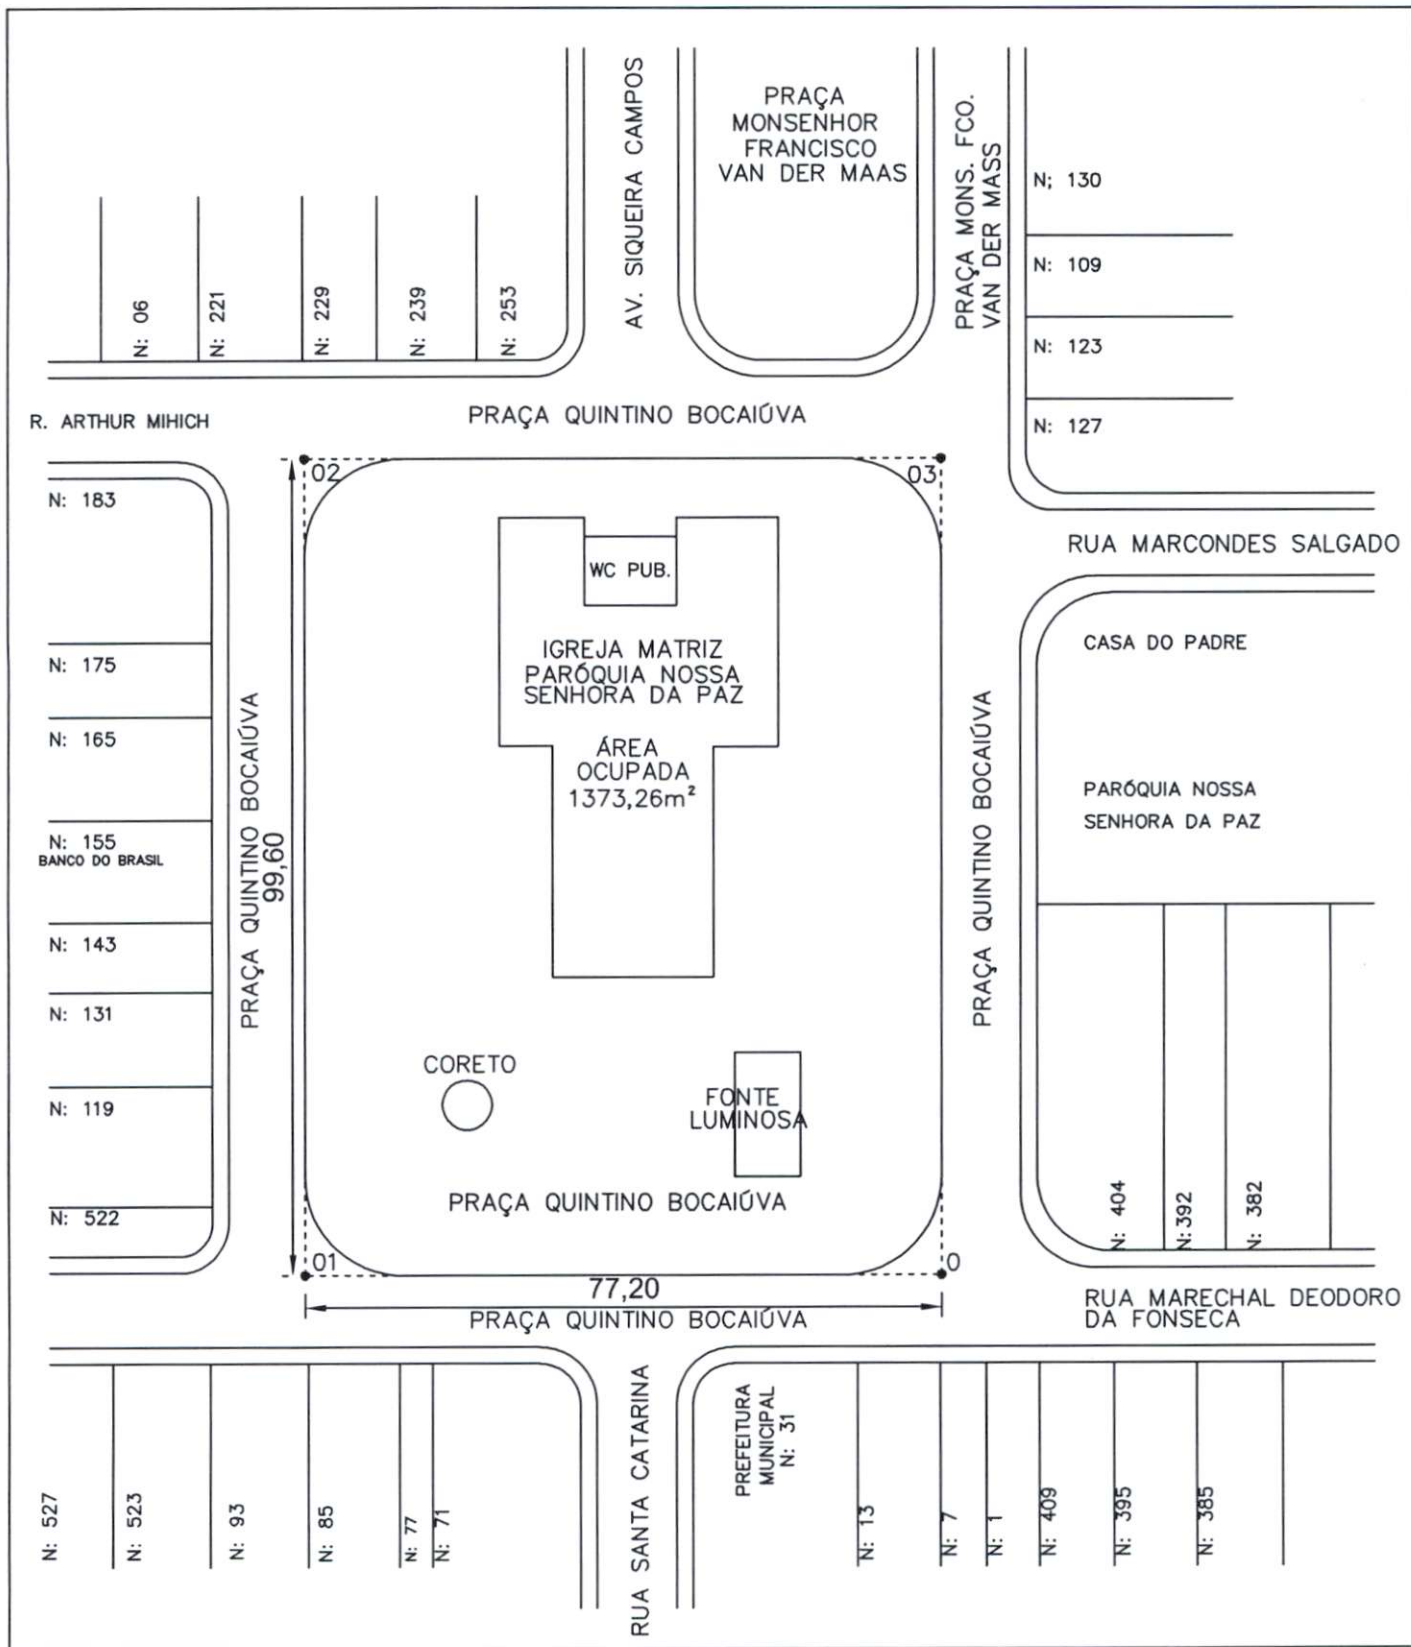 AV. SIQUEIRA CAMPOS
PRAÇA
MONSENHOR
FRANCISCO
VAN DER MAAS
PRAÇA MONS. FCO.
VAN DER MASS
N; 130
N: 109
N: 123
N: 127
N: 06
N: 221
N: 229
N: 239
N: 253
R. ARTHUR MIHICH
PRAÇA QUINTINO BOCAIÚVA
02
03
N: 183
N: 175
N: 165
N: 155
BANCO DO BRASIL
N: 143
N: 131
N: 119
N: 522
PRAÇA QUINTINO BOCAIÚVA
99,60
WC PUB.
IGREJA MATRIZ
PARÓQUIA NOSSA
SENHORA DA PAZ
ÁREA
OCUPADA
1373,26m²
CORETO
FONTE
LUMINOSA
PRAÇA QUINTINO BOCAIÚVA
01
0
77,20
PRAÇA QUINTINO BOCAIÚVA
PRAÇA QUINTINO BOCAIÚVA
RUA MARCONDES SALGADO
CASA DO PADRE
PARÓQUIA NOSSA
SENHORA DA PAZ
N: 404
N:392
N: 382
RUA MARECHAL DEODORO
DA FONSECA
N: 527
N: 523
N: 93
N: 85
N: 77
N: 71
RUA SANTA CATARINA
PREFEITURA
MUNICIPAL
N: 31
N: 13
N: 7
N: 1
N: 409
N: 395
N: 385